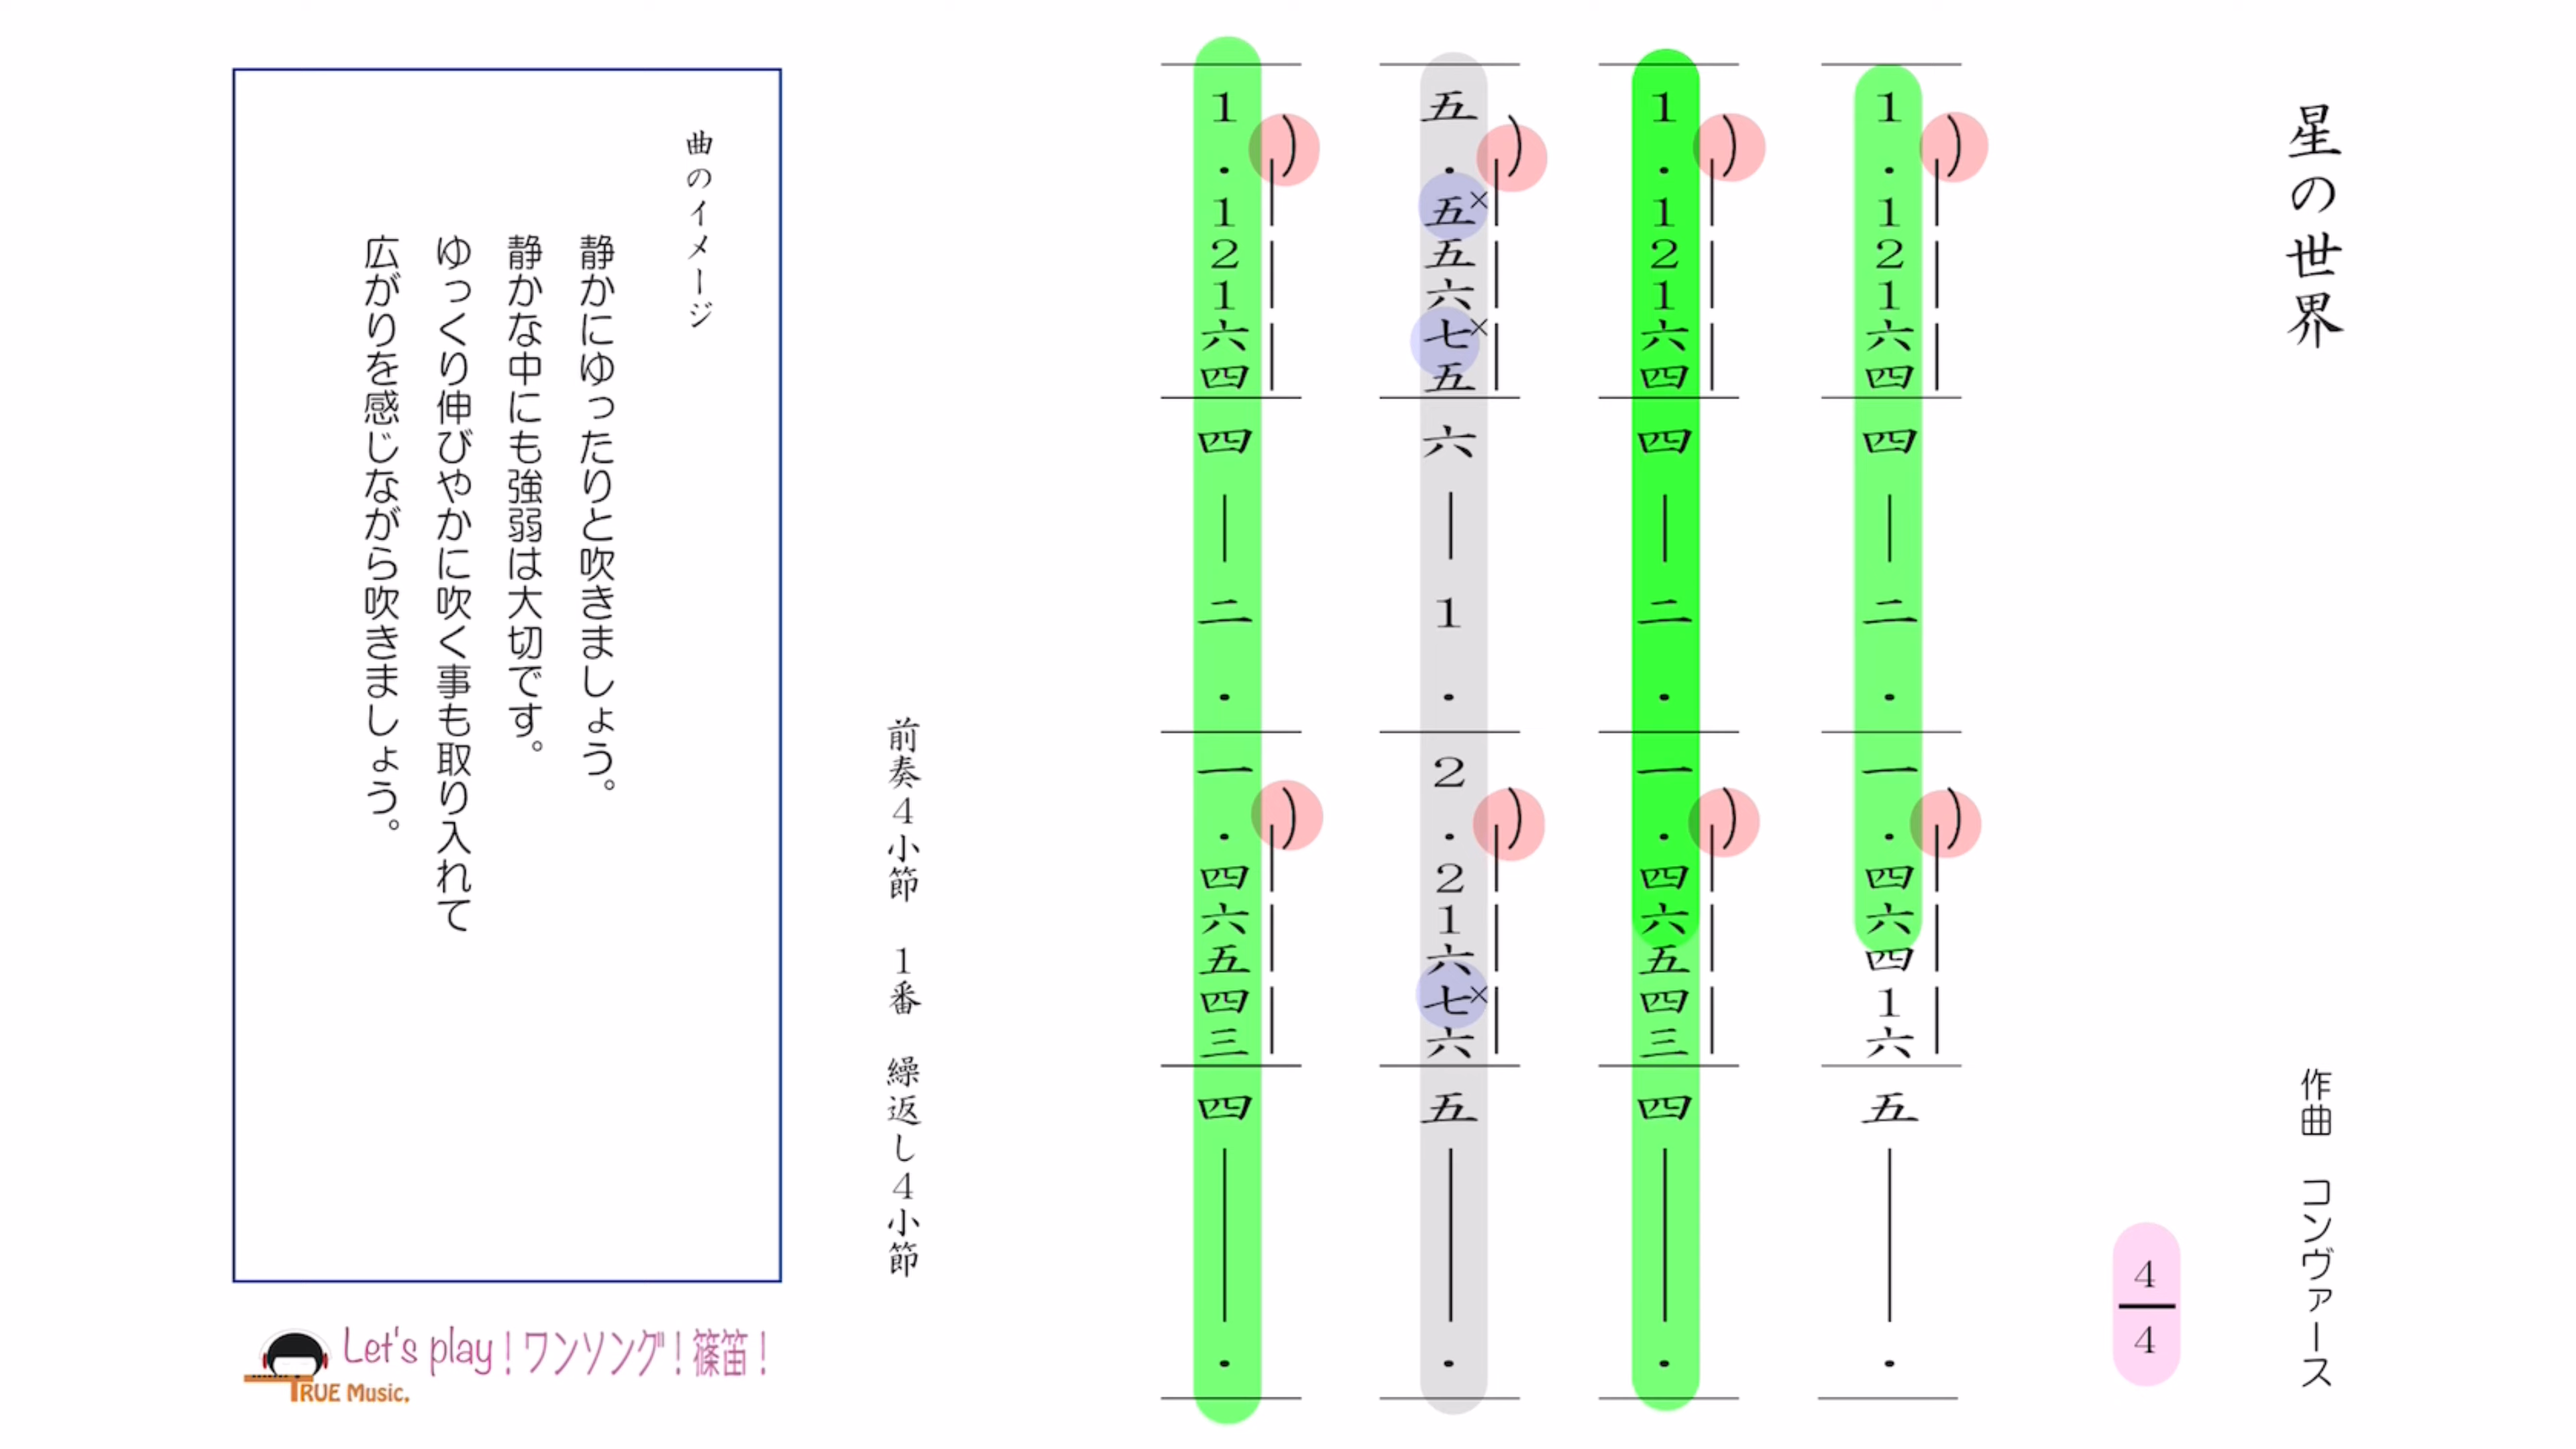 星の世界
作曲 コンヴァース
4
4
1・121六四
四｜二・
一・四六四1六
五｜・
1・121六四
四｜二・
一・四六五四三
四｜・
五・五×五六七×五
六｜1・
2・21六七×六
五｜・
1・121六四
四｜二・
一・四六五四三
四｜・
前奏4小節 1番 繰返し4小節
曲のイメージ
静かにゆったりと吹きましょう。
静かな中にも強弱は大切です。
ゆっくり伸びやかに吹く事も取り入れて
広がりを感じながら吹きましょう。
Let's play！ワンソング！篠笛！
TRUE Music.